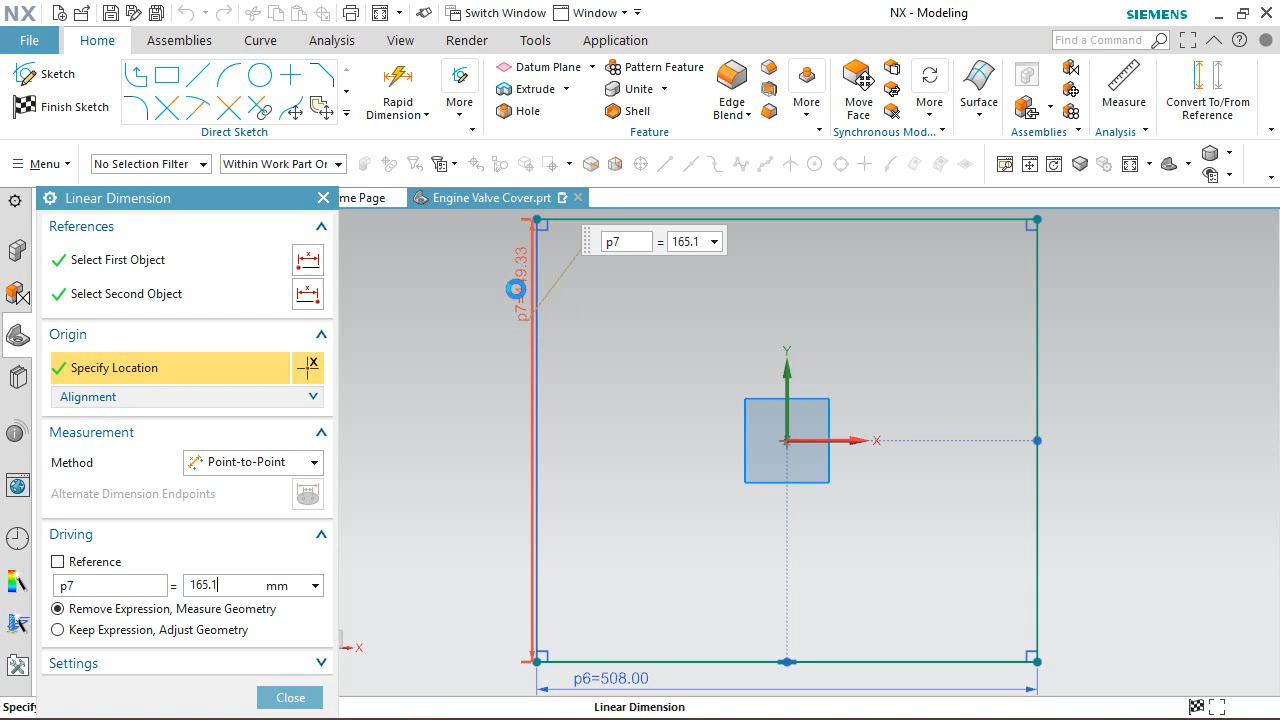 NX
Switch Window
Window
NX - Modeling
SIEMENS
File
Home
Assemblies
Curve
Analysis
View
Render
Tools
Application
Find a Command
Sketch
Finish Sketch
Direct Sketch
Rapid
Dimension
More
Datum Plane
Extrude
Hole
Pattern Feature
Unite
Shell
Edge
Blend
More
Feature
Move
Face
More
Synchronous Mod...
Surface
Assemblies
Measure
Analysis
Convert To/From
Reference
Menu
No Selection Filter
Within Work Part Or
Linear Dimension
me Page
Engine Valve Cover.prt
References
Select First Object
Select Second Object
Origin
Specify Location
X
Alignment
Measurement
Method
Point-to-Point
Alternate Dimension Endpoints
Driving
Reference
p7
=
165.1
mm
Remove Expression, Measure Geometry
Keep Expression, Adjust Geometry
Settings
Close
p7
=
165.1
Y
X
X
p6=508.00
Specify
Linear Dimension